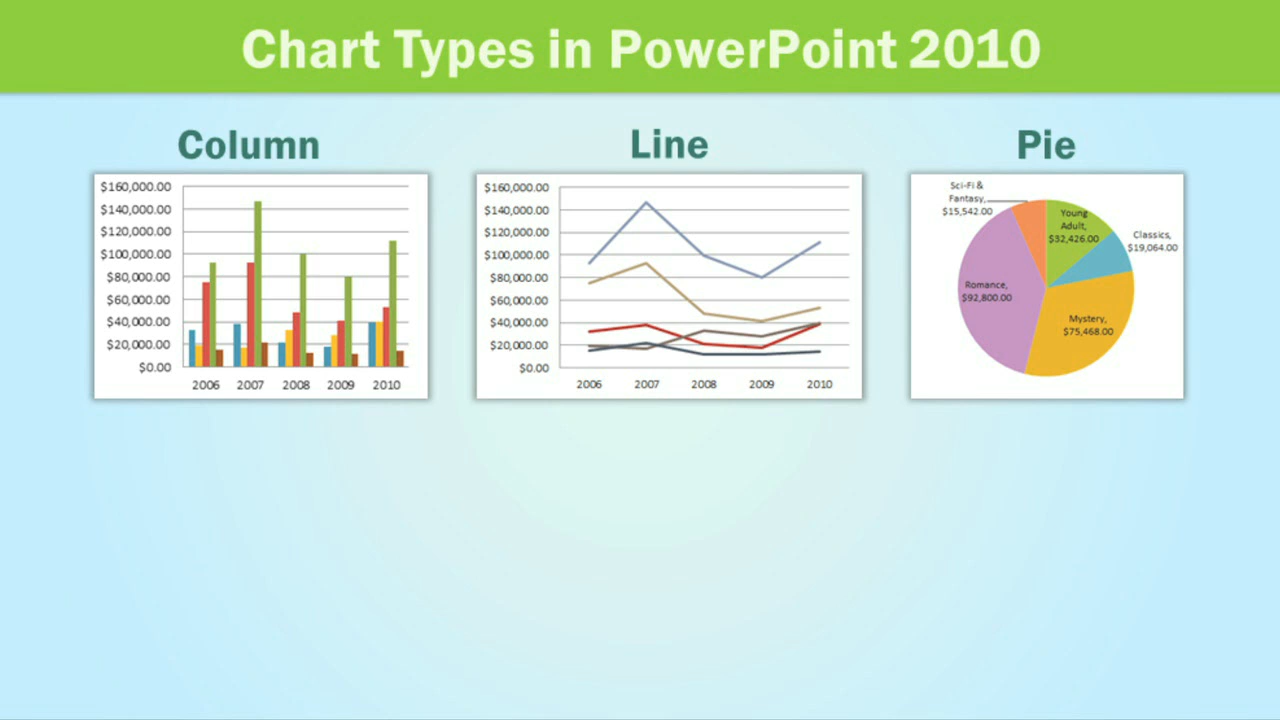 Chart Types in PowerPoint 2010
Column
$160,000.00
$140,000.00
$120,000.00
$100,000.00
$80,000.00
$60,000.00
$40,000.00
$20,000.00
$0.00
2006 2007 2008 2009 2010
Line
$160,000.00
$140,000.00
$120,000.00
$100,000.00
$80,000.00
$60,000.00
$40,000.00
$20,000.00
$0.00
2006 2007 2008 2009 2010
Pie
Sci-Fi &
Fantasy,
$15,542.00
Young
Adult,
$32,426.00
Classics,
$19,064.00
Romance,
$92,800.00
Mystery,
$75,468.00